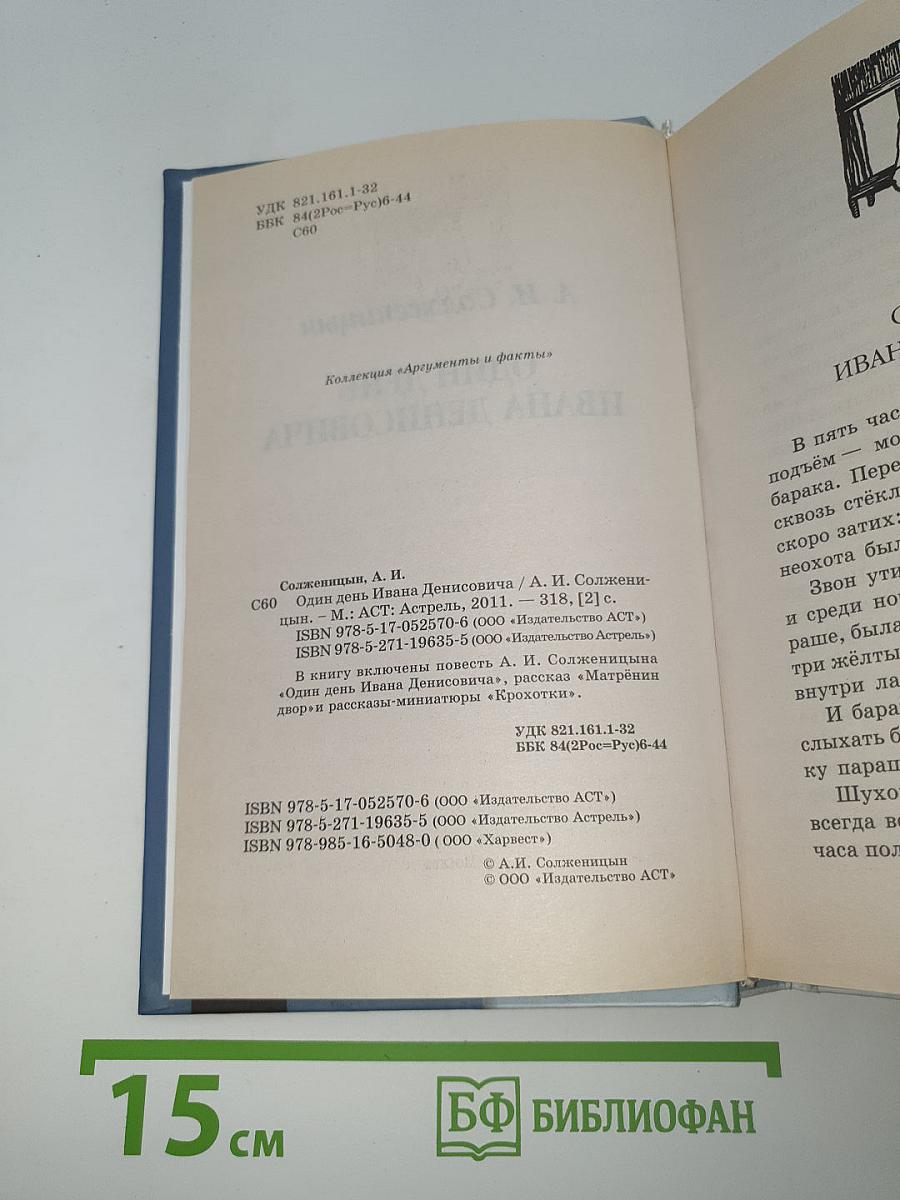 УДК 821.161.1-32
ББК 84(2Рос=Рус)6-44
С60
Коллекция «Аргументы и факты»
Солженицын, А. И.
С60 Один день Ивана Денисовича / А. И. Солжени-
цын. – М.: АСТ: Астрель, 2011. — 318, [2] с.
ISBN 978-5-17-052570-6 (ООО «Издательство АСТ»)
ISBN 978-5-271-19635-5 (ООО «Издательство Астрель»)
В книгу включены повесть А. И. Солженицына
«Один день Ивана Денисовича», рассказ «Матрёнин
двор»и рассказы-миниатюры «Крохотки».
УДК 821.161.1-32
ББК 84(2Рос=Рус)6-44
ISBN 978-5-17-052570-6 (ООО «Издательство АСТ»)
ISBN 978-5-271-19635-5 (ООО «Издательство Астрель»)
ISBN 978-985-16-5048-0 ( ООО «Харвест»)
© А.И. Солженицын
© ООО «Издательство АСТ»
ИВАН
В пять час
подъём — мо
барака. Пере
сквозь стёкл
скоро затих:
неохота был
Звон ути
и среди но
раше, была
три жёлты
внутри ла
И бара
слыхать б
ку параш
Шухо
всегда в
часа пол
15 см
БФ БИБЛИОФАН